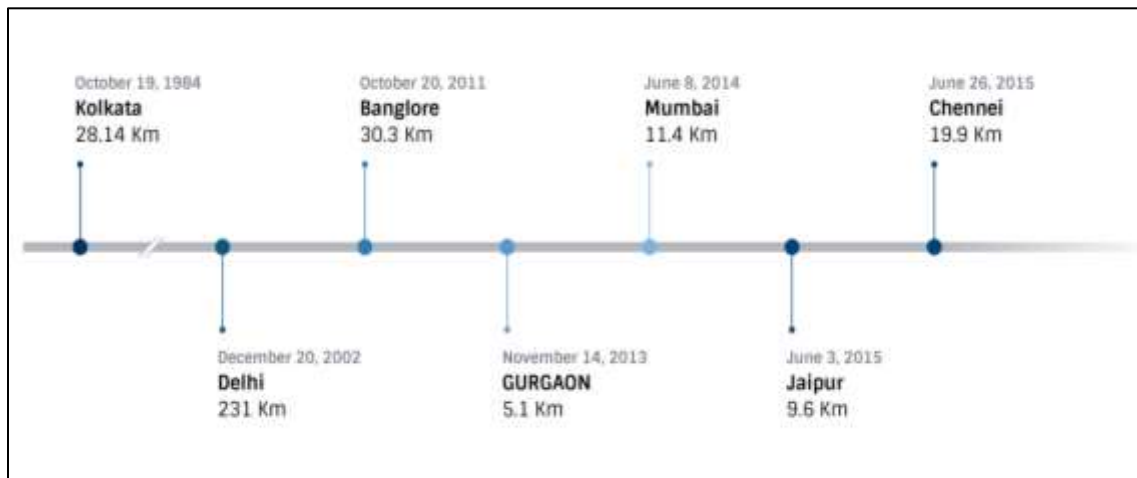 October 19, 1984
Kolkata
28.14 Km
October 20, 2011
Banglore
30.3 Km
June 8, 2014
Mumbai
11.4 Km
June 26, 2015
Chennei
19.9 Km
December 20, 2002
Delhi
231 Km
November 14, 2013
GURGAON
5.1 Km
June 3, 2015
Jaipur
9.6 Km